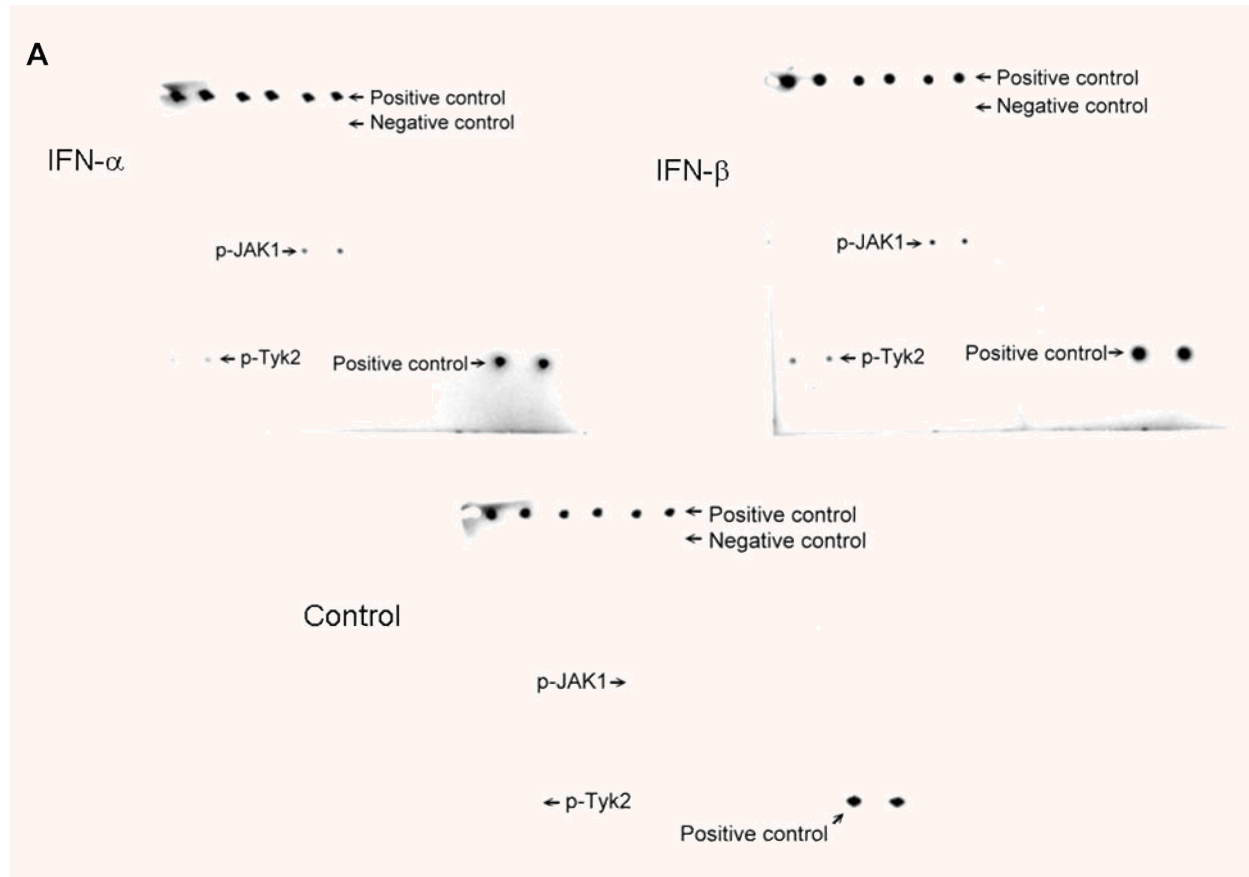 A
← Positive control
← Negative control
IFN-α
p-JAK1→
← p-Tyk2
Positive control→
← Positive control
← Negative control
IFN-β
p-JAK1→
← p-Tyk2
Positive control→
← Positive control
← Negative control
Control
p-JAK1→
← p-Tyk2
Positive control